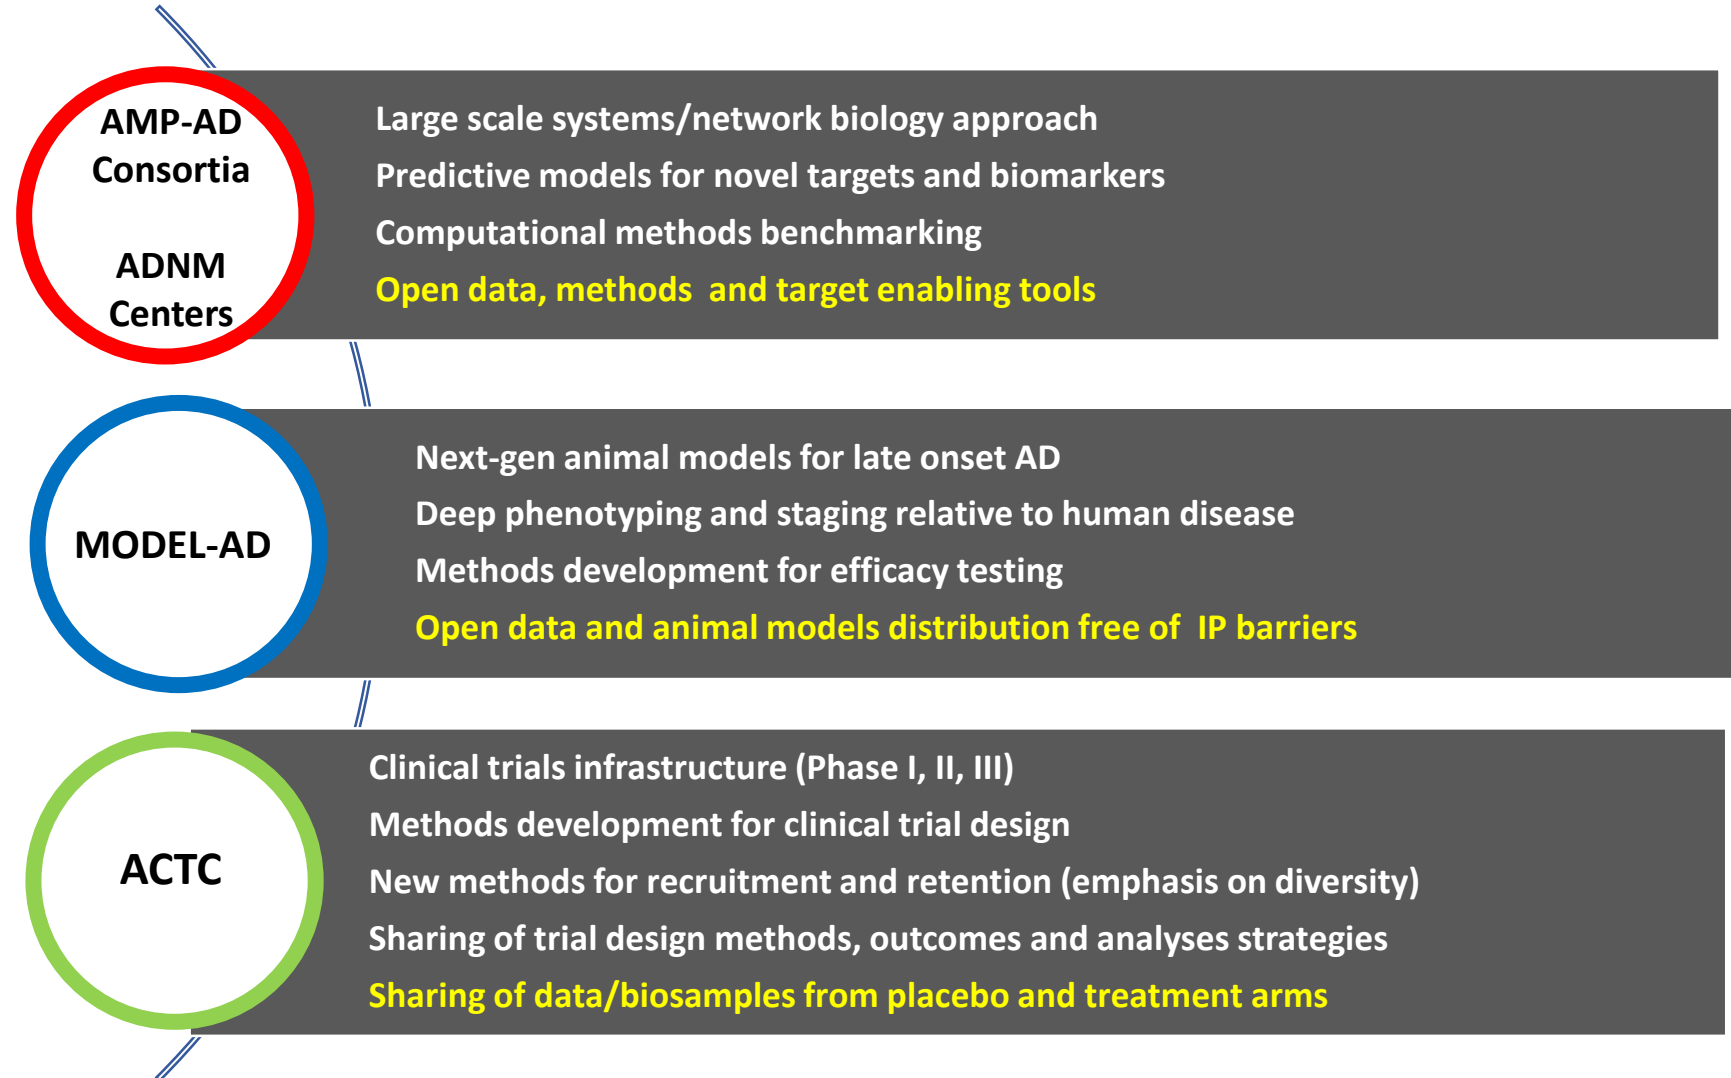 AMP-AD
Consortia
ADNM
Centers
Large scale systems/network biology approach
Predictive models for novel targets and biomarkers
Computational methods benchmarking
Open data, methods  and target enabling tools
MODEL-AD
Next-gen animal models for late onset AD
Deep phenotyping and staging relative to human disease
Methods development for efficacy testing
Open data and animal models distribution free of  IP barriers
ACTC
Clinical trials infrastructure (Phase I, II, III)
Methods development for clinical trial design
New methods for recruitment and retention (emphasis on diversity)
Sharing of trial design methods, outcomes and analyses strategies
Sharing of data/biosamples from placebo and treatment arms